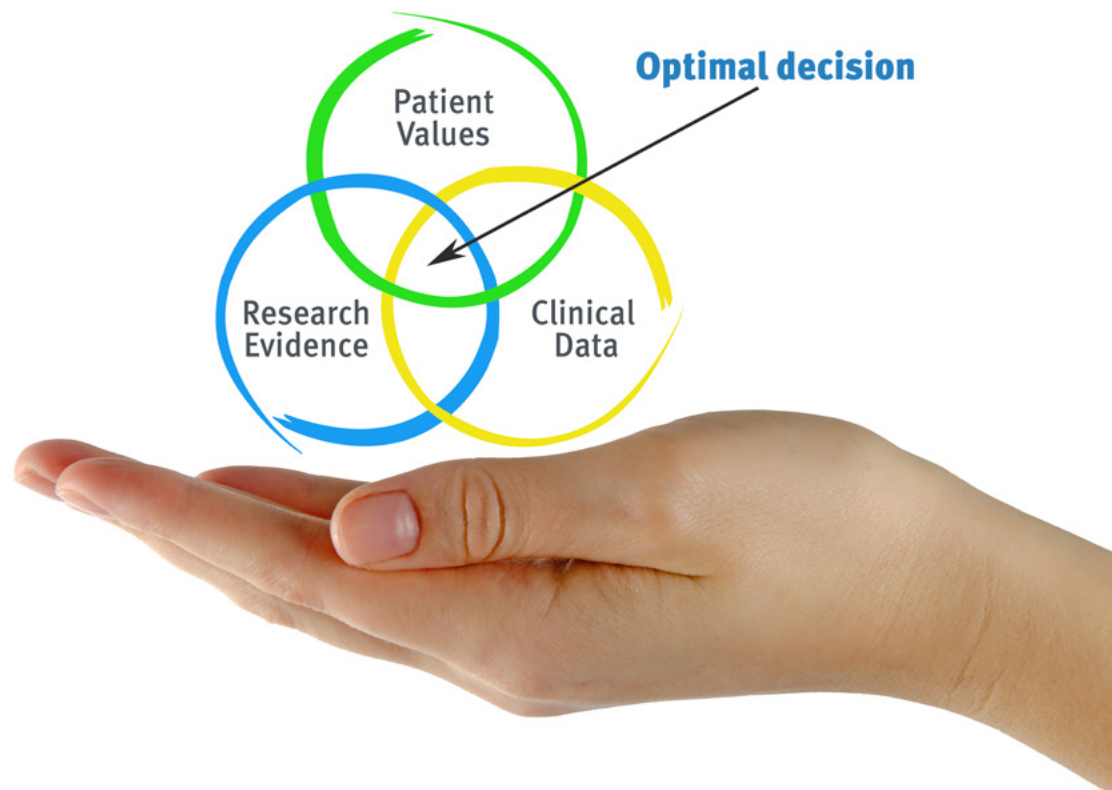 Optimal decision
Patient
Values
Research
Evidence
Clinical
Data